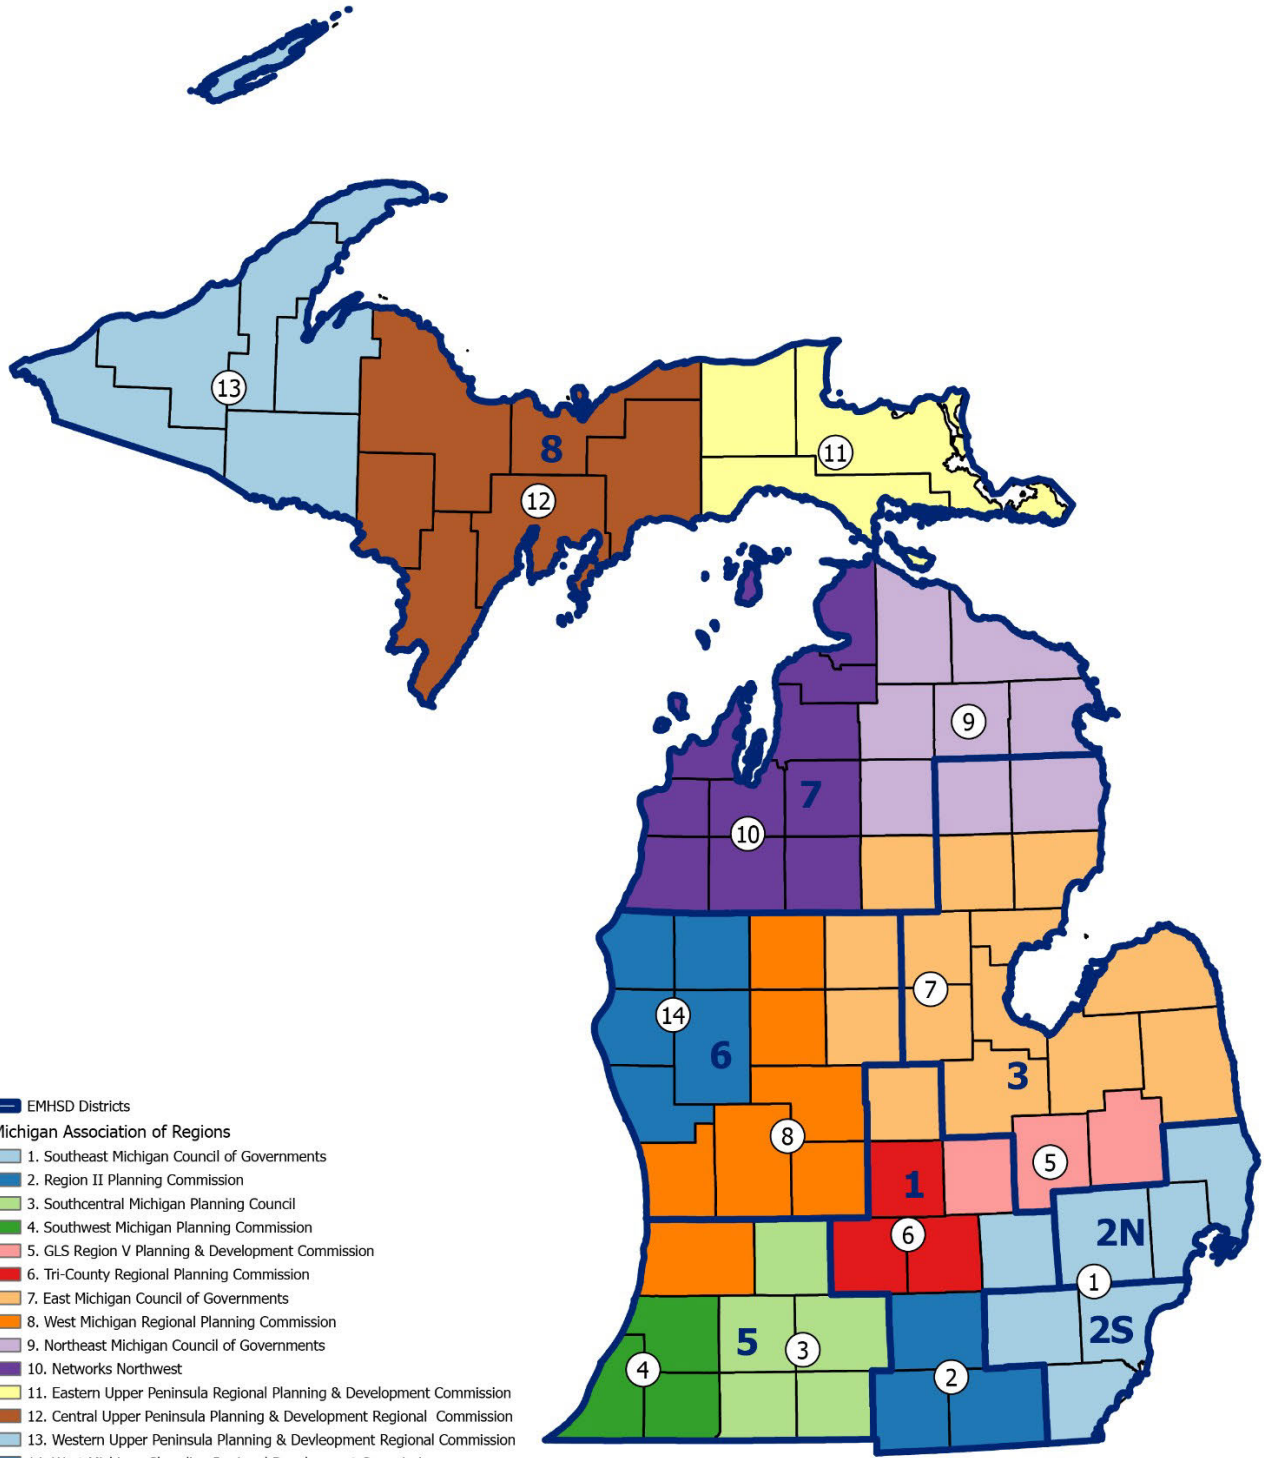 13
8
12
11
9
7
10
7
14
6
3
8
5
1
6
2N
1
2S
5
3
4
2
EMHSD Districts
Michigan Association of Regions
1. Southeast Michigan Council of Governments
2. Region II Planning Commission
3. Southcentral Michigan Planning Council
4. Southwest Michigan Planning Commission
5. GLS Region V Planning & Development Commission
6. Tri-County Regional Planning Commission
7. East Michigan Council of Governments
8. West Michigan Regional Planning Commission
9. Northeast Michigan Council of Governments
10. Networks Northwest
11. Eastern Upper Peninsula Regional Planning & Development Commission
12. Central Upper Peninsula Planning & Development Regional Commission
13. Western Upper Peninsula Planning & Devleopment Regional Commission